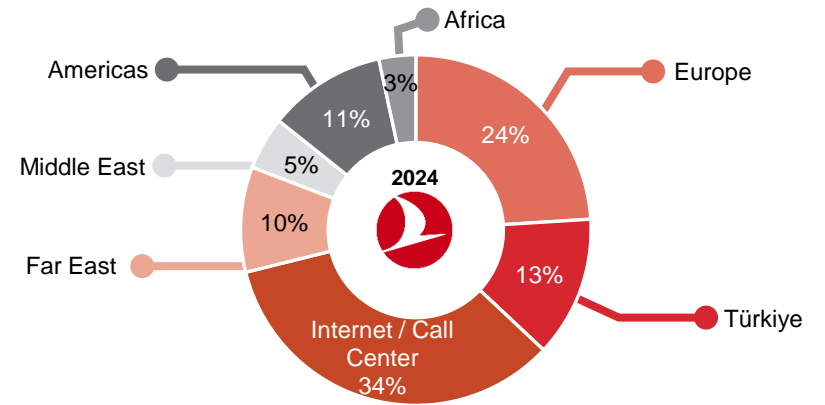 Africa
Americas
3%
Europe
11%
24%
Middle East
5%
2024
10%
Far East
13%
Internet / Call
Center
34%
Türkiye